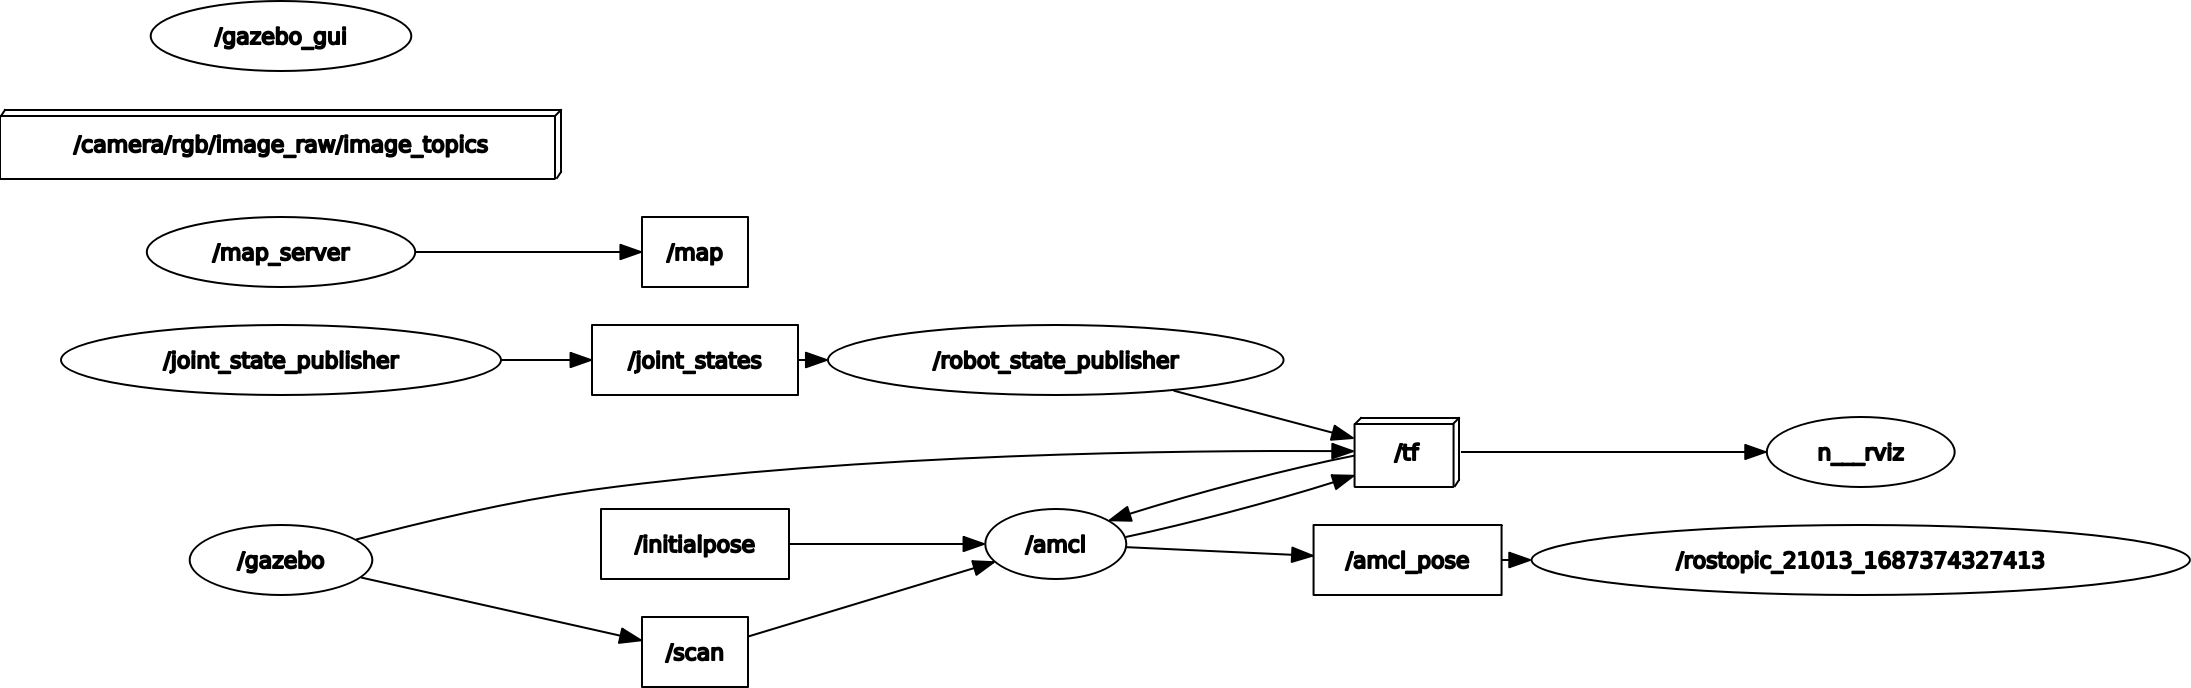 /gazebo_gui
/camera/rgb/image_raw/image_topics
/map_server
/map
/joint_state_publisher
/joint_states
/robot_state_publisher
/tf
n___rviz
/gazebo
/initialpose
/amcl
/amcl_pose
/rostopic_21013_1687374327413
/scan